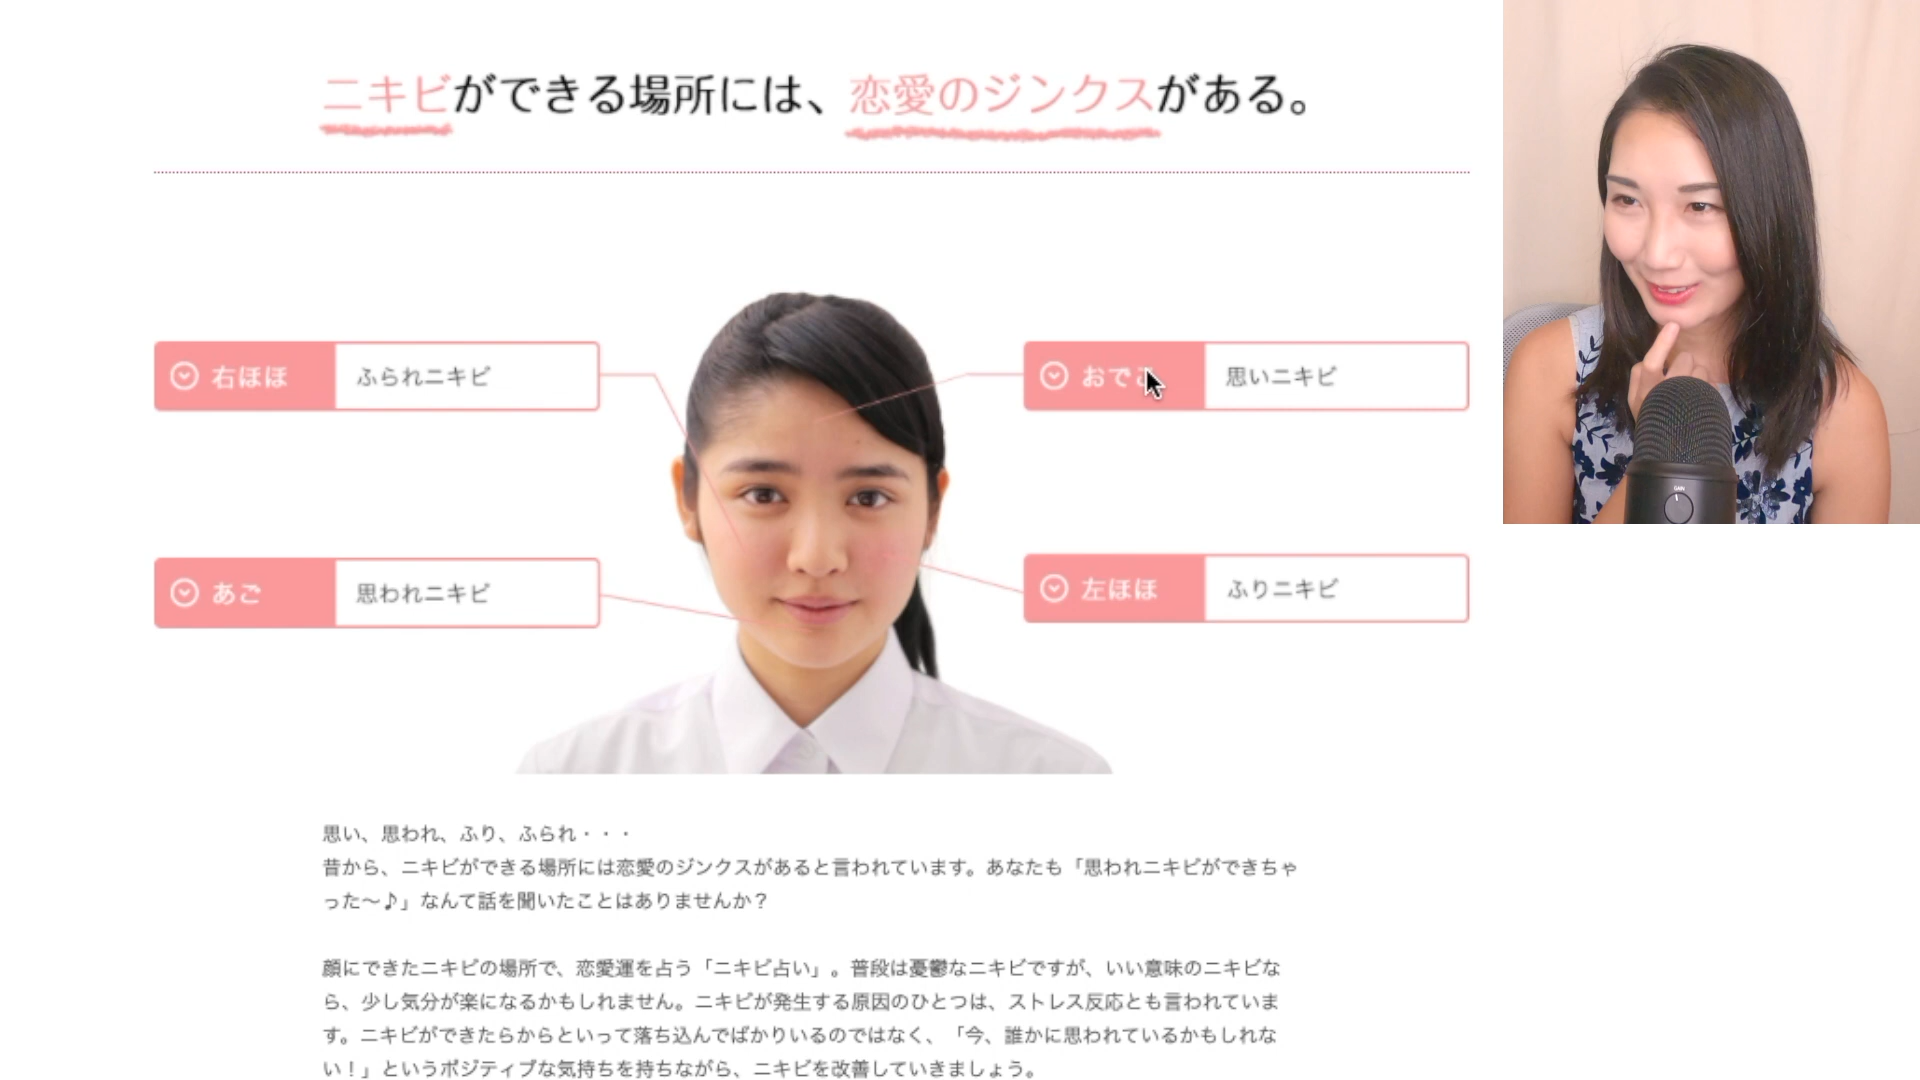 ニキビができる場所には、恋愛のジンクスがある。
右ほほ ふられニキビ
おでこ 思いニキビ
あご 思われニキビ
左ほほ ふりニキビ
思い、思われ、ふり、ふられ・・・
昔から、ニキビができる場所には恋愛のジンクスがあると言われています。あなたも「思われニキビができちゃ
った〜♪」なんて話を聞いたことはありませんか？
顔にできたニキビの場所で、恋愛運を占う「ニキビ占い」。普段は憂鬱なニキビですが、いい意味のニキビな
ら、少し気分が楽になるかもしれません。ニキビが発生する原因のひとつは、ストレス反応とも言われていま
す。ニキビができたらからといって落ち込んでばかりいるのではなく、「今、誰かに思われているかもしれな
い！」というポジティブな気持ちを持ちながら、ニキビを改善していきましょう。
GAIN